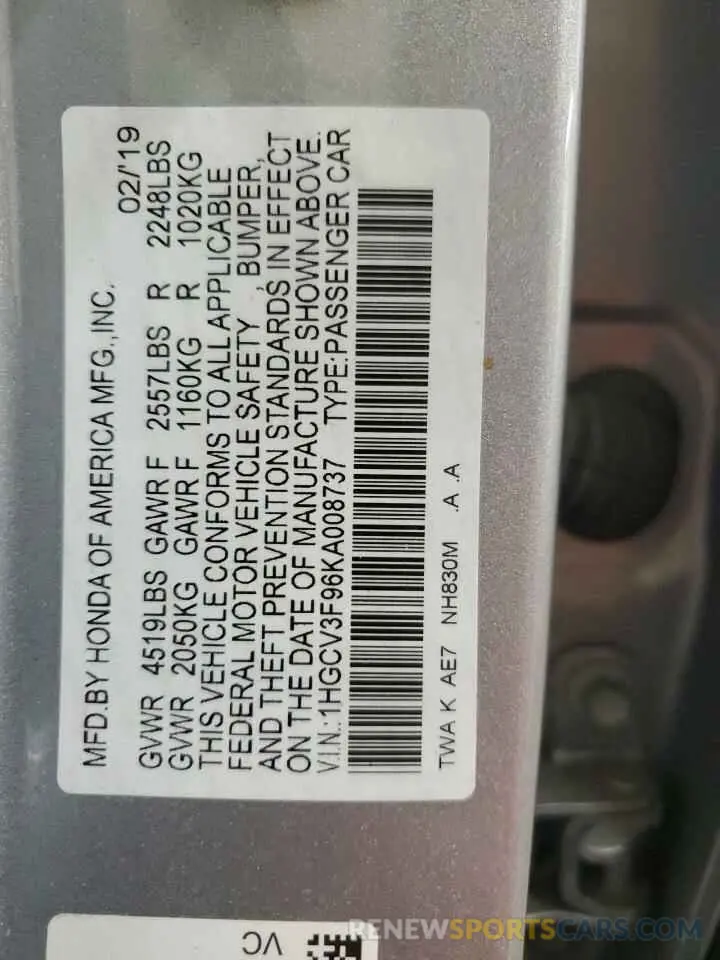 MFD.BY HONDA OF AMERICA MFG.,INC. 02/'19
GVWR 4519LBS GAWR F 2557LBS R 2248LBS
GVWR 2050KG GAWR F 1160KG R 1020KG
THIS VEHICLE CONFORMS TO ALL APPLICABLE
FEDERAL MOTOR VEHICLE SAFETY , BUMPER,
AND THEFT PREVENTION STANDARDS IN EFFECT
ON THE DATE OF MANUFACTURE SHOWN ABOVE.
V.I.N.:1HGCV3F96KA008737 TYPE:PASSENGER CAR
TWA K AE7 NH830M .A .A
VC
RENEWSPORTSCARS.COM